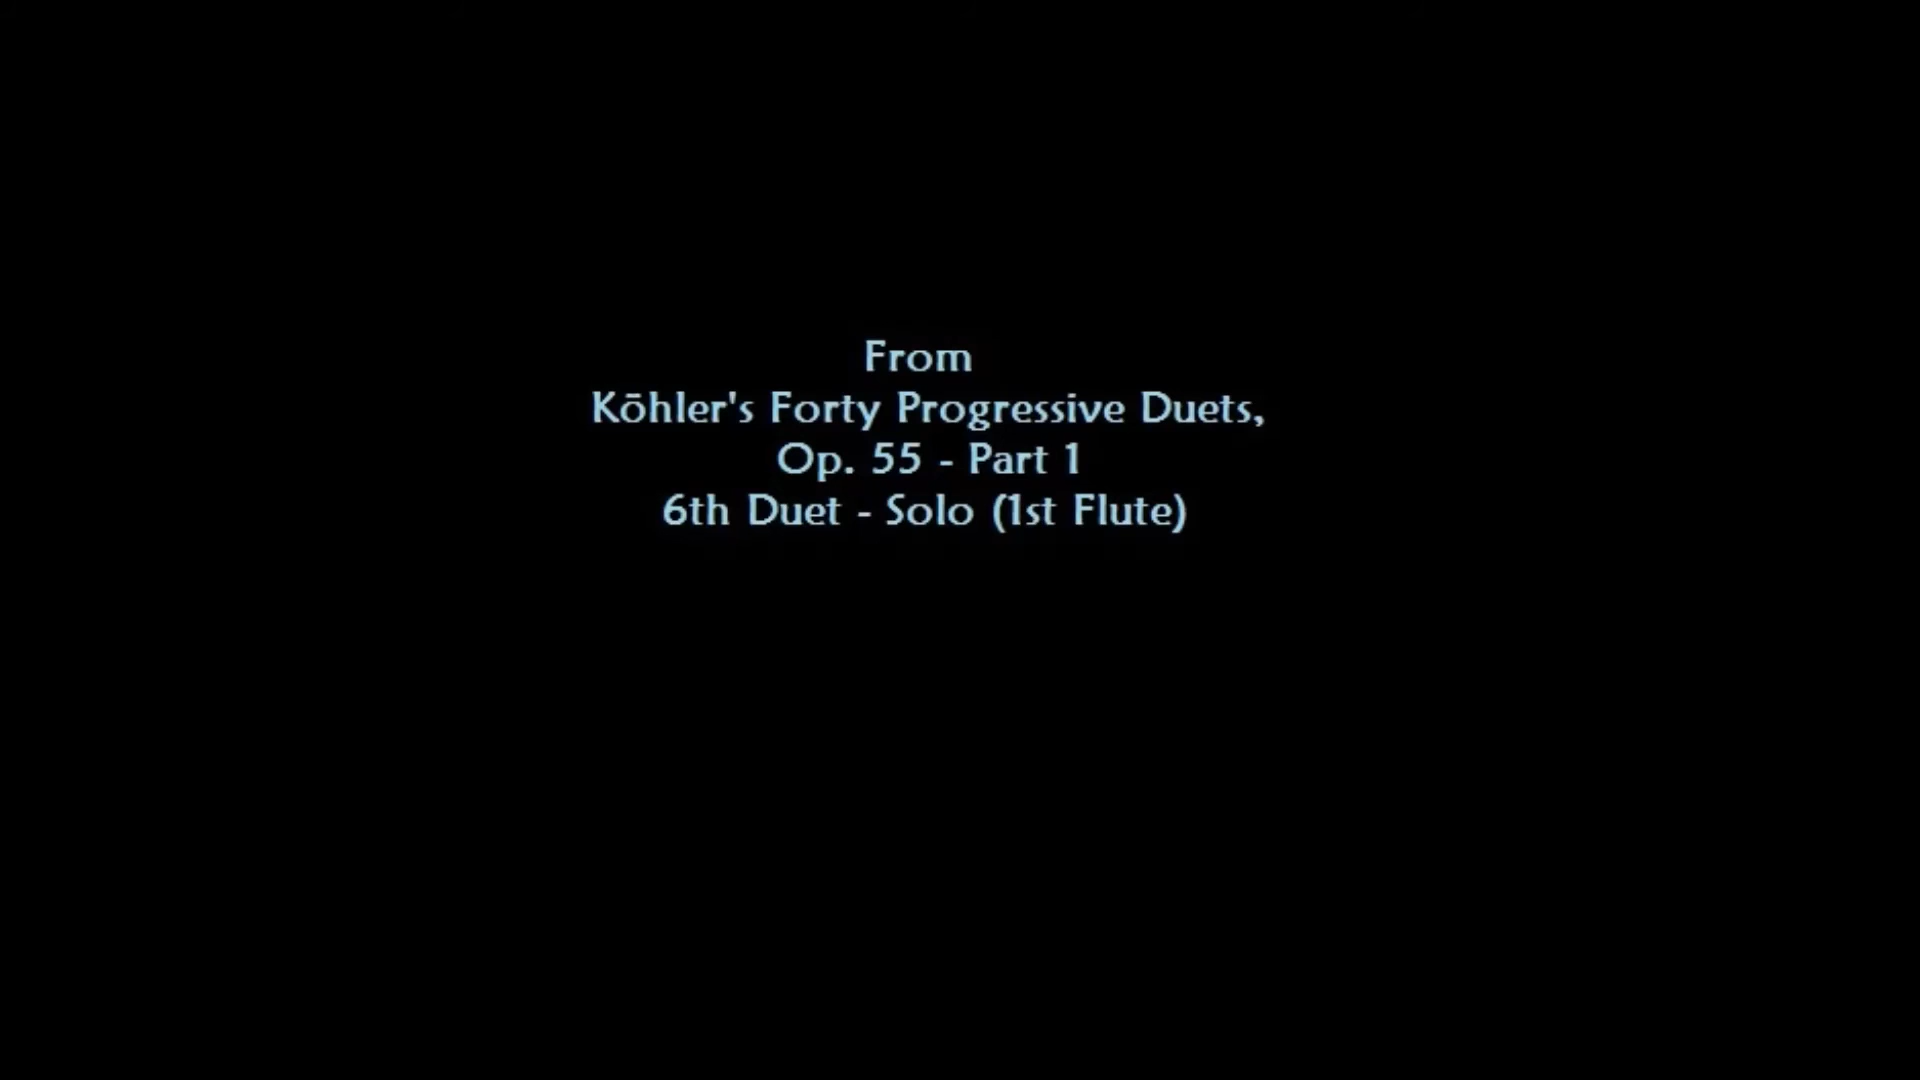 From
Kōhler's Forty Progressive Duets,
Op. 55 - Part 1
6th Duet - Solo (1st Flute)